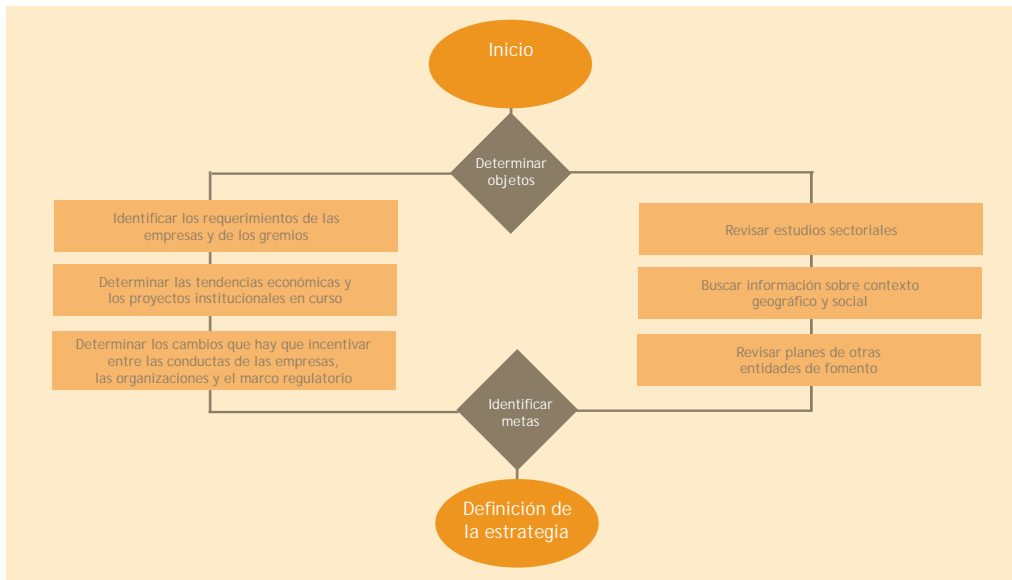 Inicio
Determinar
objetos
Identificar los requerimientos de las
empresas y de los gremios
Determinar las tendencias económicas y
los proyectos institucionales en curso
Determinar los cambios que hay que incentivar
entre las conductas de las empresas,
las organizaciones y el marco regulatorio
Revisar estudios sectoriales
Buscar información sobre contexto
geográfico y social
Revisar planes de otras
entidades de fomento
Identificar
metas
Definición de
la estrategia